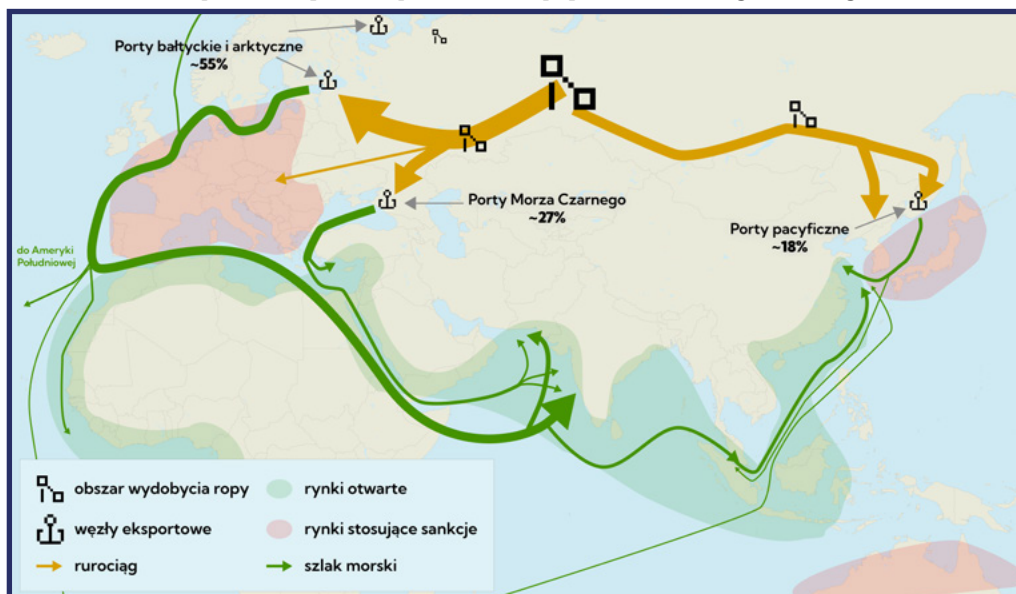 Porty bałtyckie i arktyczne
~55%
Porty Morza Czarnego
~27%
Porty pacyficzne
~18%
do Ameryki
Południowej
obszar wydobycia ropy
rynki otwarte
węzły eksportowe
rynki stosujące sankcje
rurociąg
szlak morski